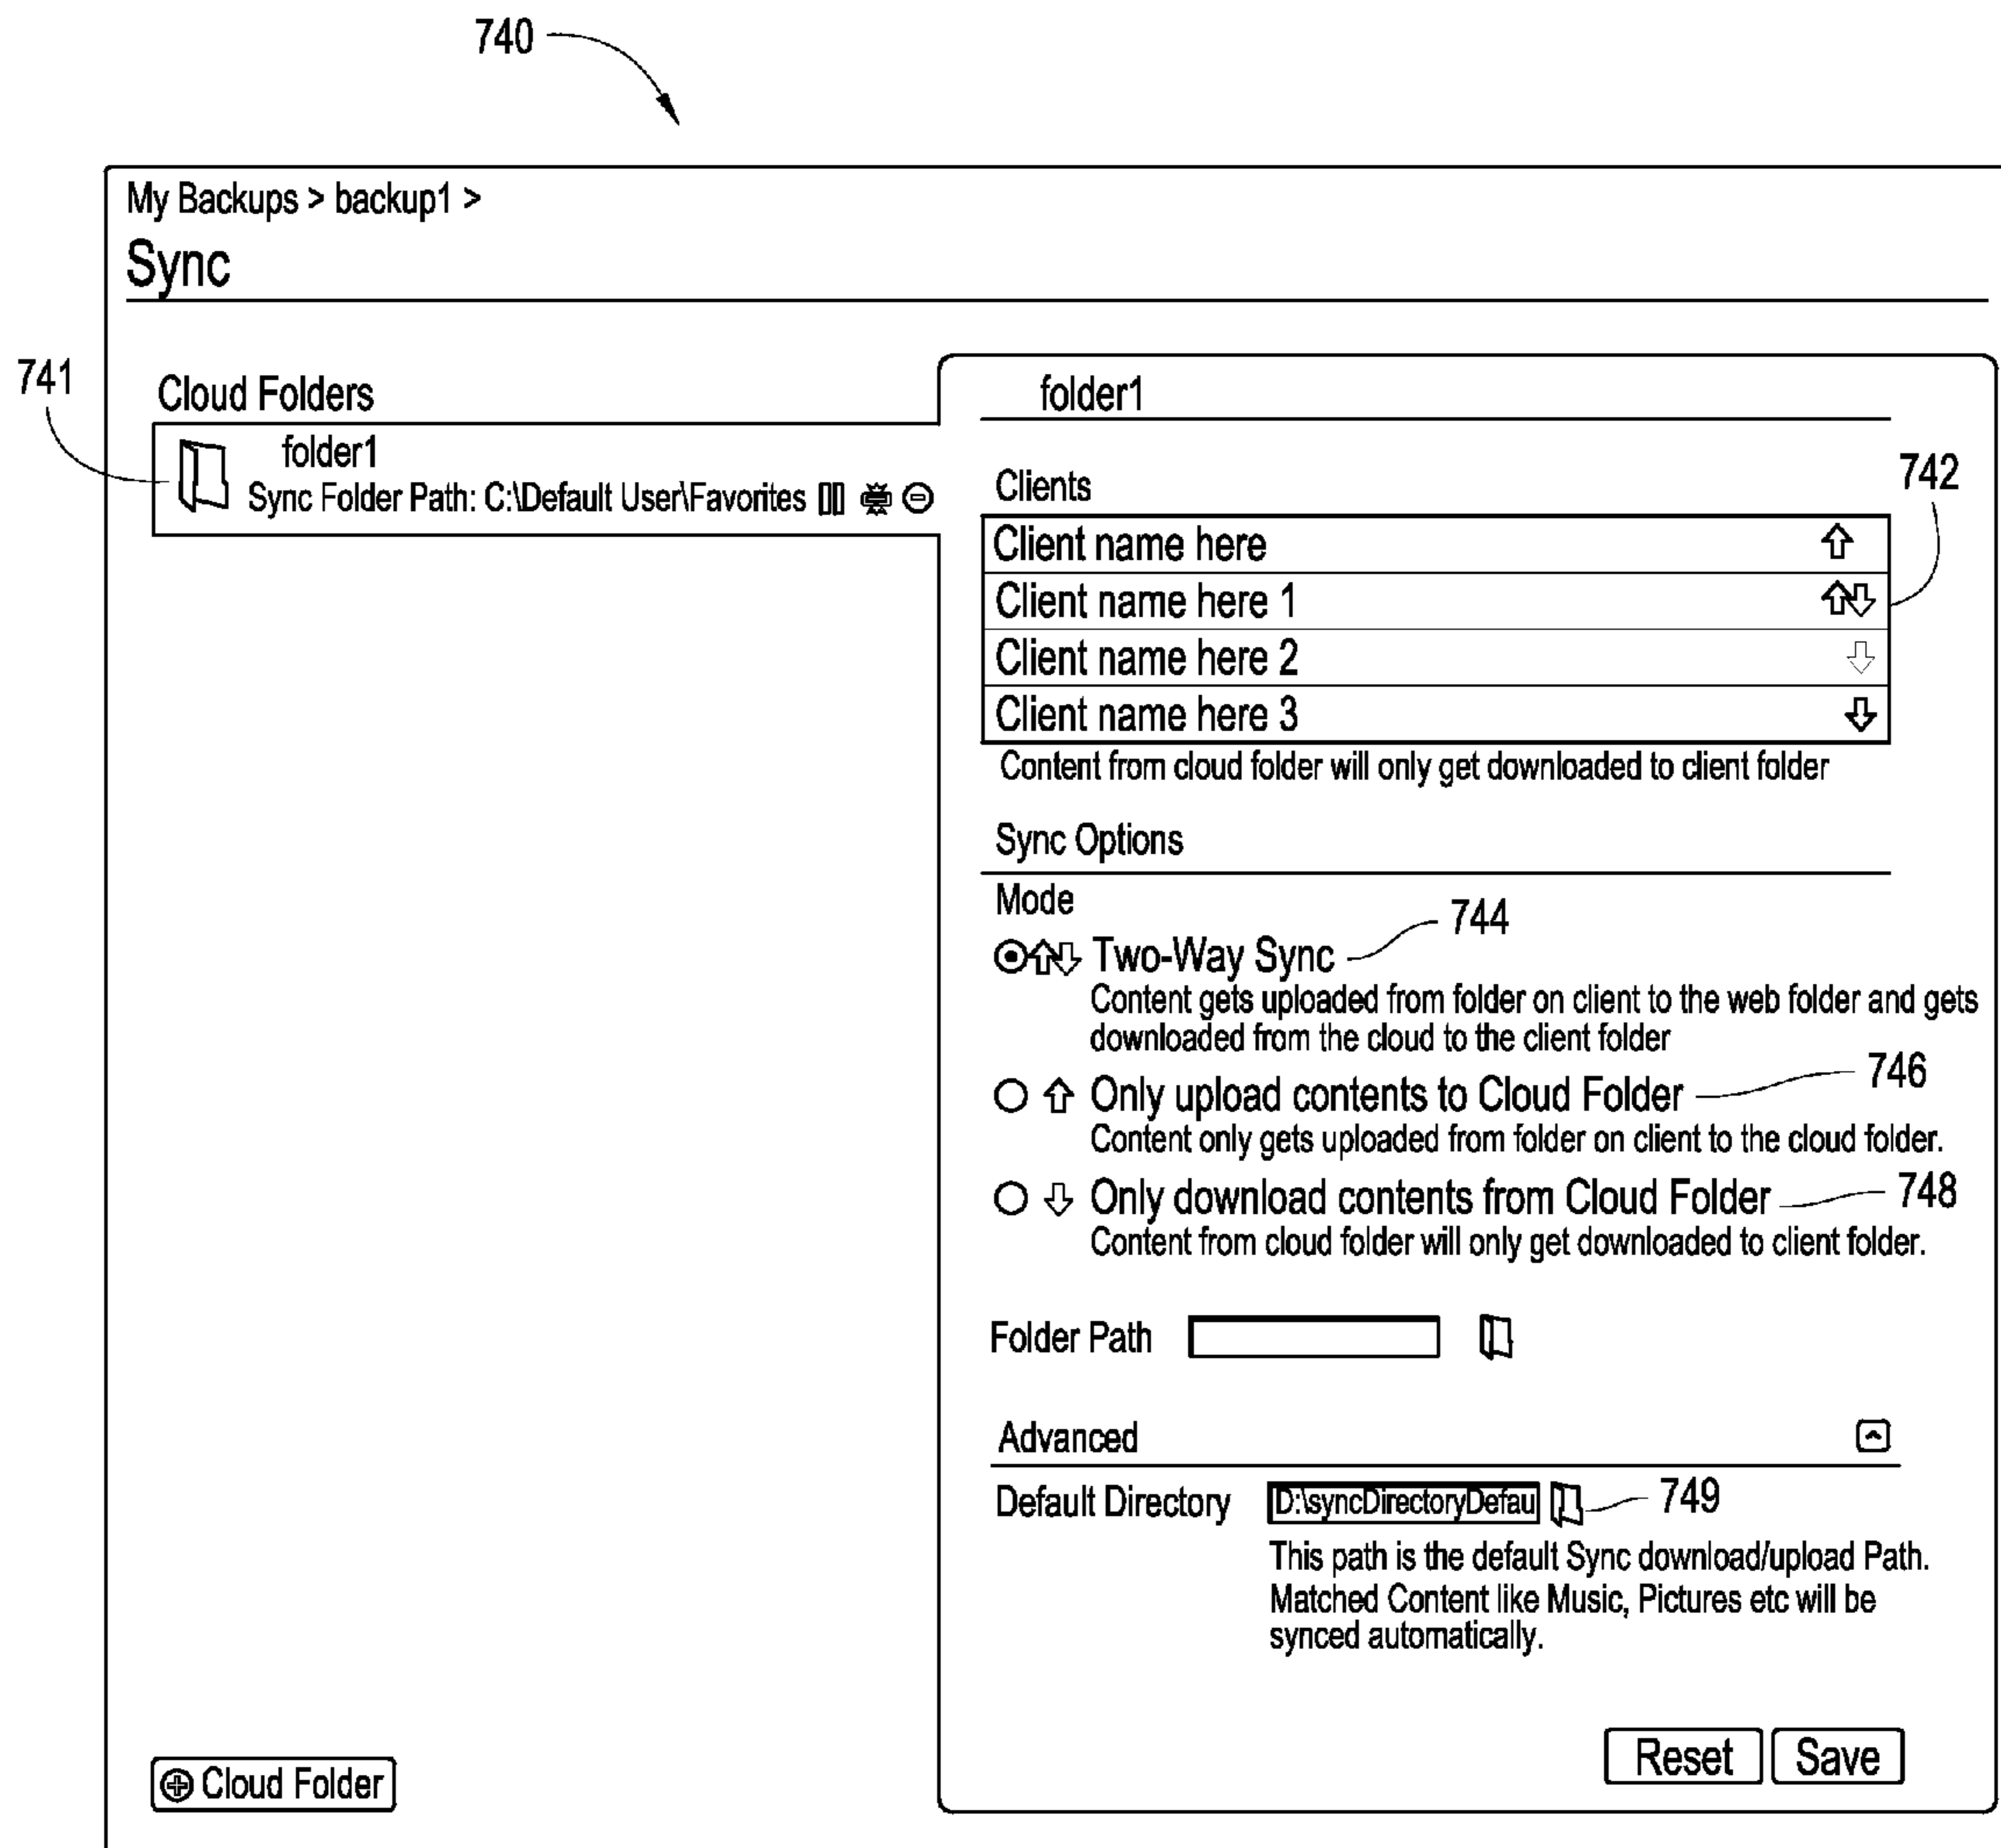 740
My Backups > backup1 >
Sync
741
Cloud Folders
folder1
Sync Folder Path: C:\Default User\Favorites
folder1
Clients
742
Client name here
Client name here 1
Client name here 2
Client name here 3
Content from cloud folder will only get downloaded to client folder
Sync Options
Mode
744
Two-Way Sync
Content gets uploaded from folder on client to the web folder and gets
downloaded from the cloud to the client folder
746
Only upload contents to Cloud Folder
Content only gets uploaded from folder on client to the cloud folder.
Only download contents from Cloud Folder
748
Content from cloud folder will only get downloaded to client folder.
Folder Path
Advanced
Default Directory
D:\syncDirectoryDefau
749
This path is the default Sync download/upload Path.
Matched Content like Music, Pictures etc will be
synced automatically.
Reset
Save
Cloud Folder